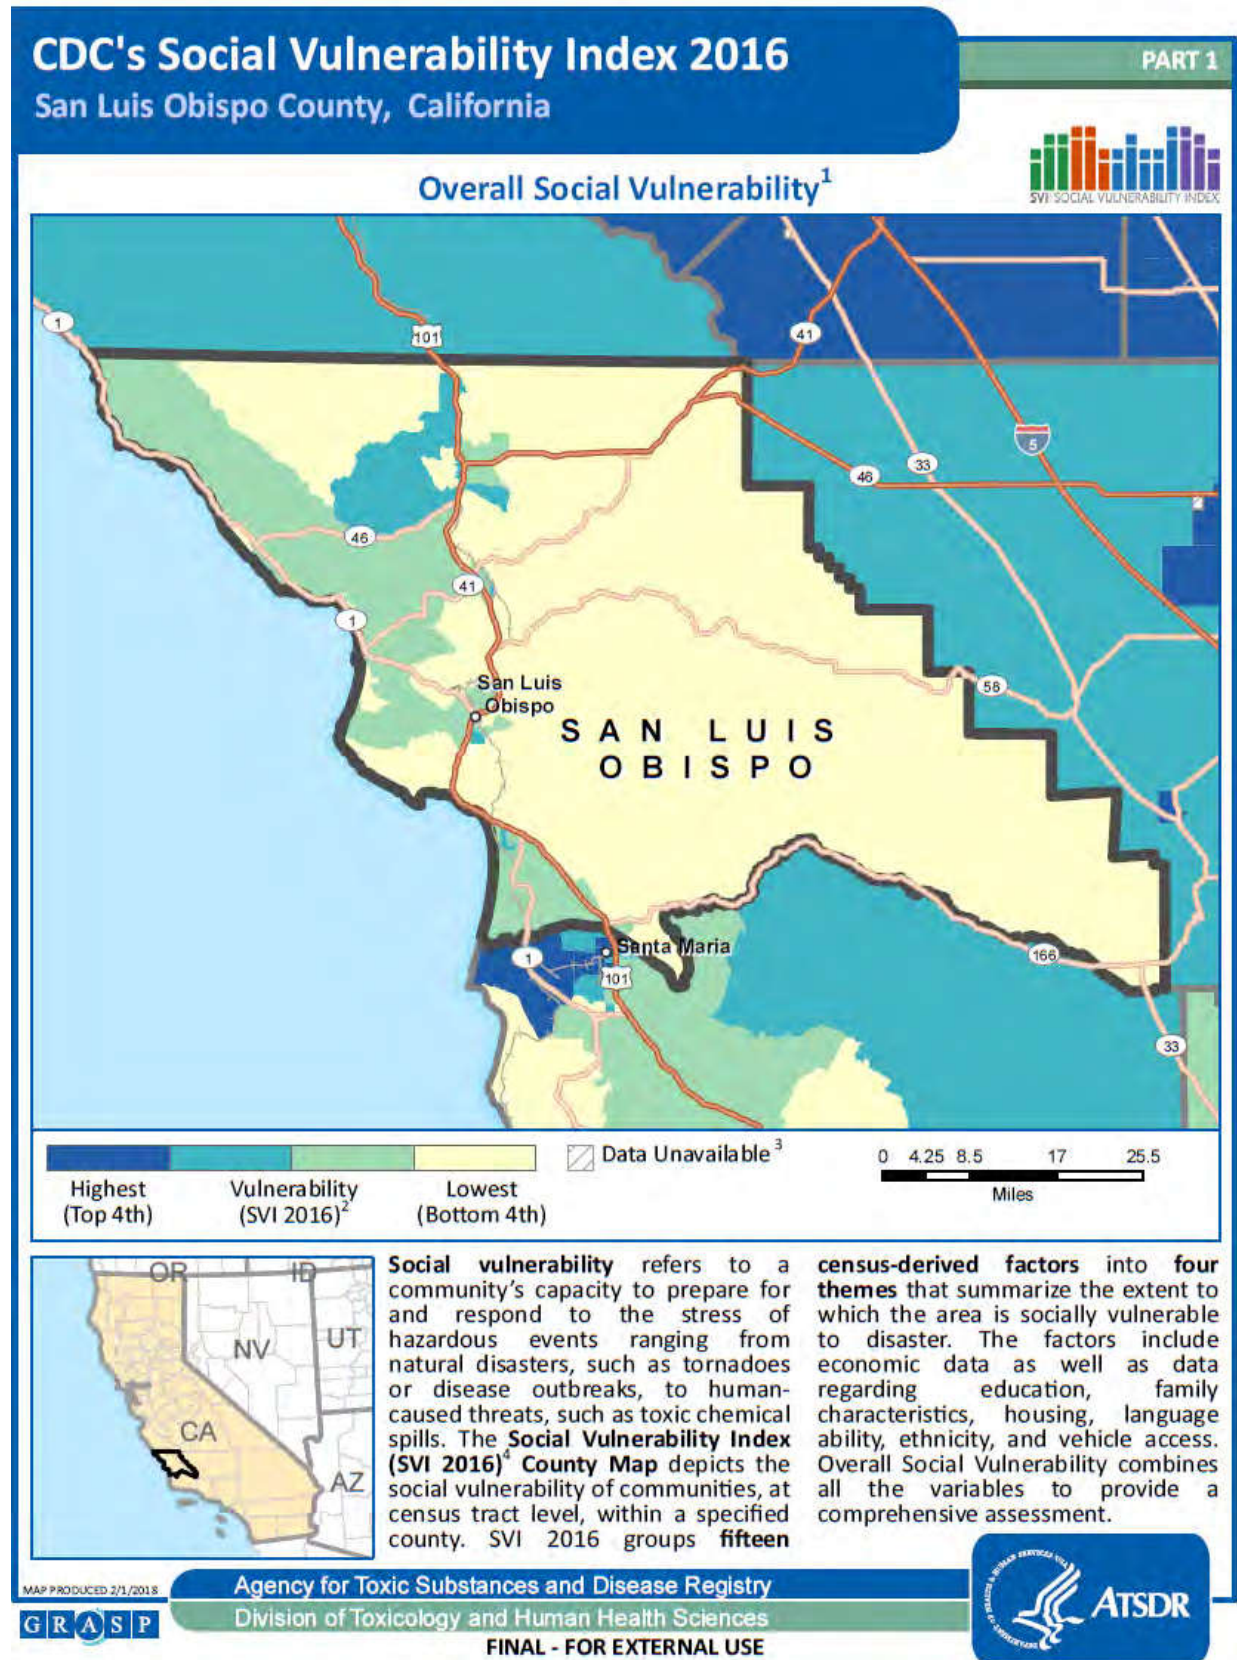 CDC's Social Vulnerability Index 2016
PART 1
San Luis Obispo County, California
Overall Social Vulnerability1
SVI SOCIAL VULNERABILITY INDEX
1
101
41
5
33
46
46
41
1
58
San Luis
Obispo
SAN LUIS
OBISPO
Santa Maria
1
101
166
33
Data Unavailable3
0 4.25 8.5 17 25.5
Miles
Highest
(Top 4th)
Vulnerability
(SVI 2016)2
Lowest
(Bottom 4th)
OR
ID
NV
UT
CA
AZ
Social vulnerability refers to a
community's capacity to prepare for
and respond to the stress of
hazardous events ranging from
natural disasters, such as tornadoes
or disease outbreaks, to human-
caused threats, such as toxic chemical
spills. The Social Vulnerability Index
(SVI 2016)4 County Map depicts the
social vulnerability of communities, at
census tract level, within a specified
county. SVI 2016 groups fifteen
census-derived factors into four
themes that summarize the extent to
which the area is socially vulnerable
to disaster. The factors include
economic data as well as data
regarding education, family
characteristics, housing, language
ability, ethnicity, and vehicle access.
Overall Social Vulnerability combines
all the variables to provide a
comprehensive assessment.
MAP PRODUCED 2/1/2018
GRASP
Agency for Toxic Substances and Disease Registry
Division of Toxicology and Human Health Sciences
FINAL - FOR EXTERNAL USE
ATSDR